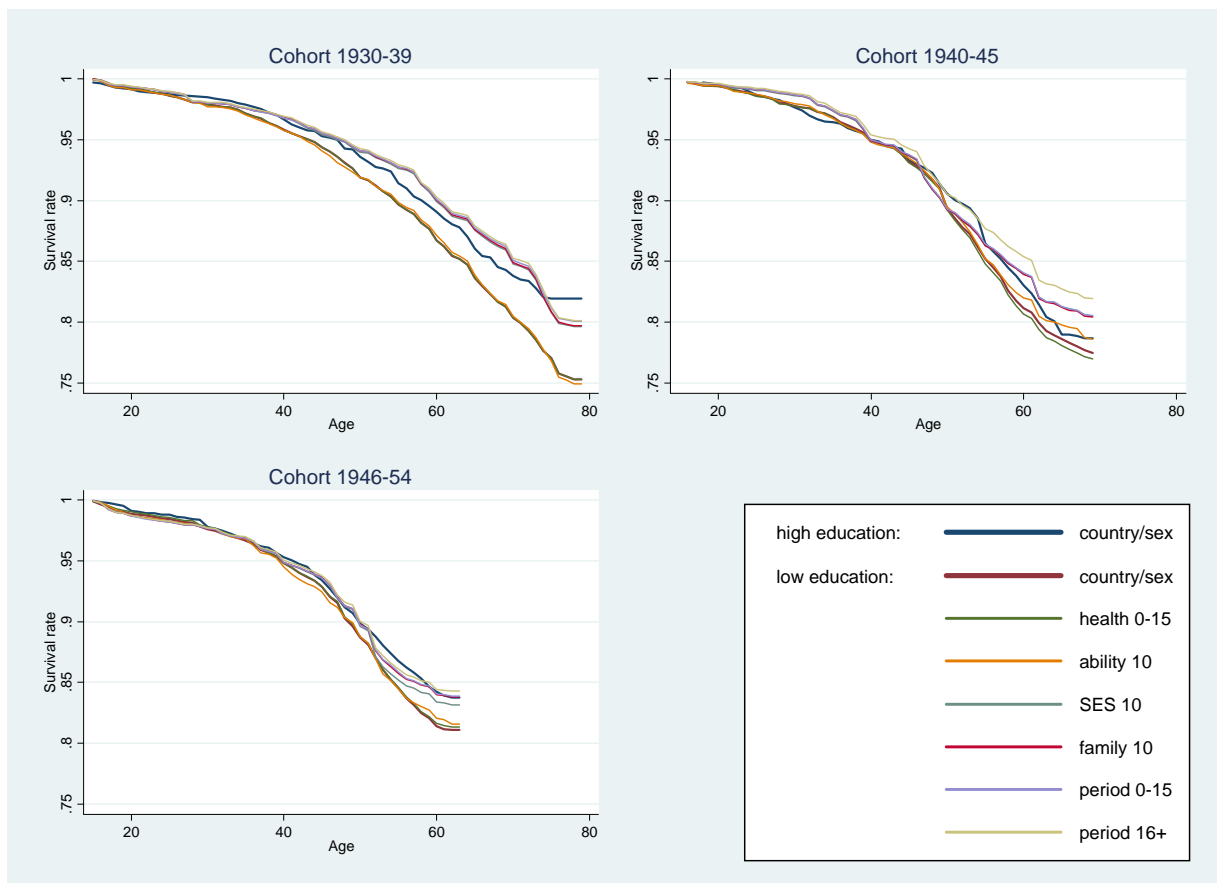 Cohort 1930-39
Survival rate
1
.95
.9
.85
.8
.75
20 40 60 80
Age
Cohort 1940-45
Survival rate
1
.95
.9
.85
.8
.75
20 40 60 80
Age
Cohort 1946-54
Survival rate
1
.95
.9
.85
.8
.75
20 40 60 80
Age
high education: country/sex
low education: country/sex
health 0-15
ability 10
SES 10
family 10
period 0-15
period 16+